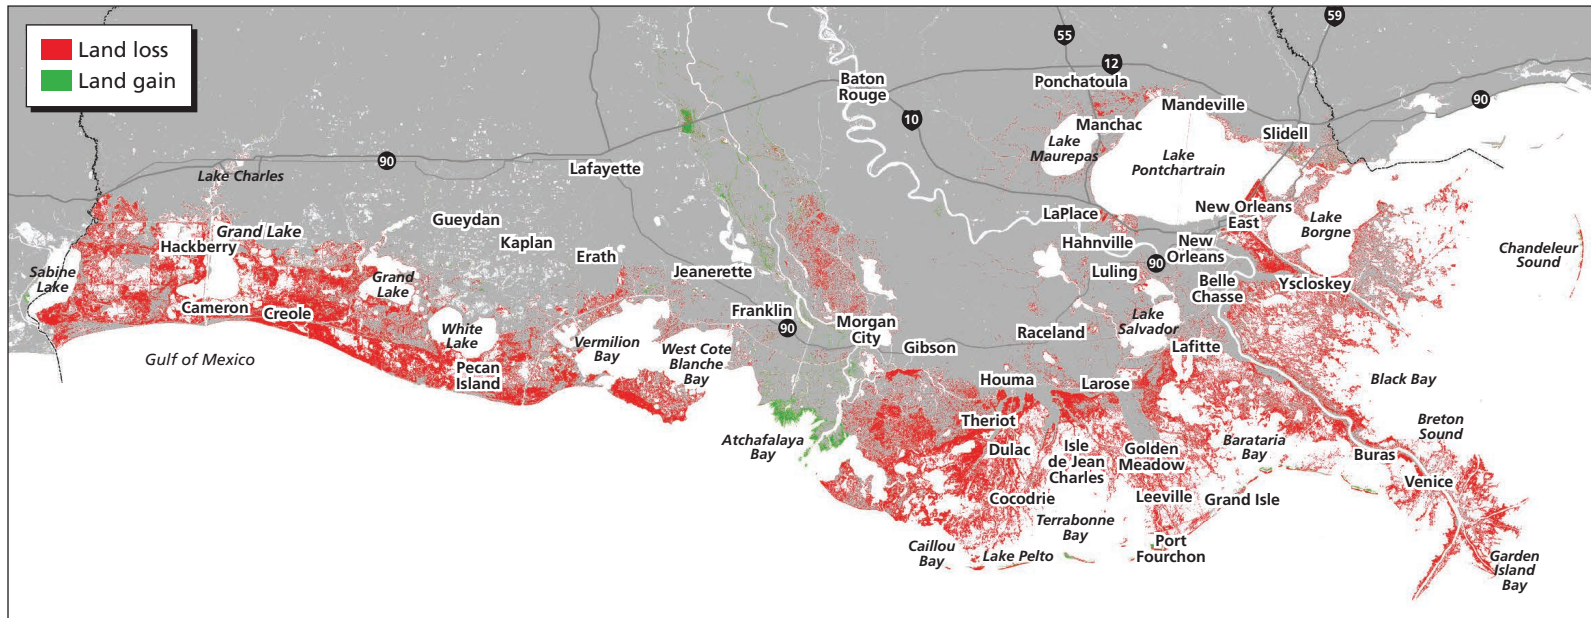 Land loss
Land gain
59
55
12
Ponchatoula
90
Baton
Rouge
10
Mandeville
Manchac
Slidell
Lake
Maurepas
Lake
Pontchartrain
90
Lafayette
Lake Charles
LaPlace
New Orleans
East
Lake
Borgne
Gueydan
Grand Lake
Hackberry
Kaplan
Erath
Hahnville
New
Orleans
90
Luling
Chandeleur
Sound
Jeanerette
Sabine
Lake
Grand
Lake
Belle
Chasse
Yscloskey
Cameron
Creole
Franklin
90
Morgan
City
Lake
Salvador
Raceland
White
Lake
Vermilion
Bay
West Cote
Blanche
Bay
Gibson
Lafitte
Gulf of Mexico
Pecan
Island
Houma
Larose
Black Bay
Theriot
Breton
Sound
Atchafalaya
Bay
Dulac
Isle
de Jean
Charles
Golden
Meadow
Barataria
Bay
Buras
Venice
Cocodrie
Leeville
Grand Isle
Terrabonne
Bay
Caillou
Bay
Lake Pelto
Port
Fourchon
Garden
Island
Bay